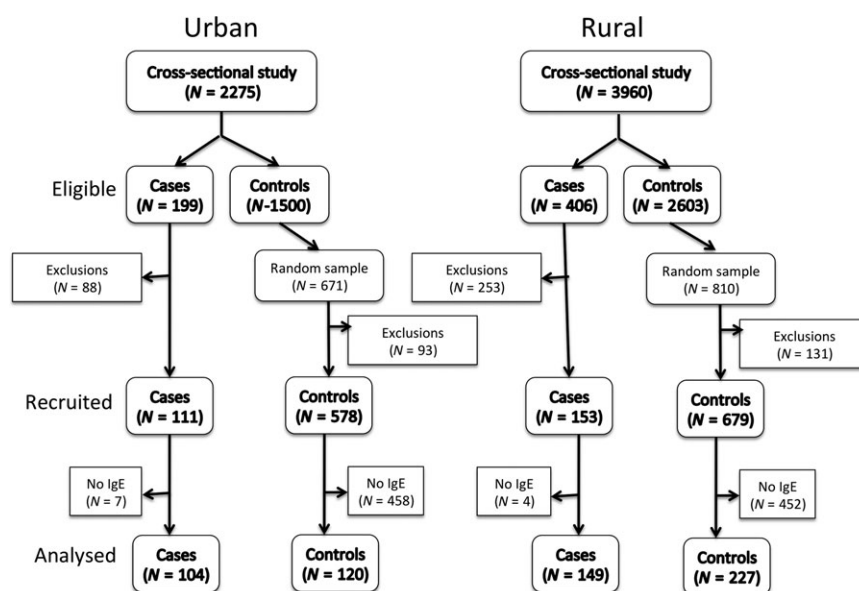 Urban
Rural
Cross-sectional study
(N = 2275)
Cross-sectional study
(N = 3960)
Eligible
Cases
(N = 199)
Controls
(N-1500)
Cases
(N = 406)
Controls
(N = 2603)
Exclusions
(N = 88)
Random sample
(N = 671)
Exclusions
(N = 253)
Random sample
(N = 810)
Exclusions
(N = 93)
Exclusions
(N = 131)
Recruited
Cases
(N = 111)
Controls
(N = 578)
Cases
(N = 153)
Controls
(N = 679)
No IgE
(N = 7)
No IgE
(N = 458)
No IgE
(N = 4)
No IgE
(N = 452)
Analysed
Cases
(N = 104)
Controls
(N = 120)
Cases
(N = 149)
Controls
(N = 227)